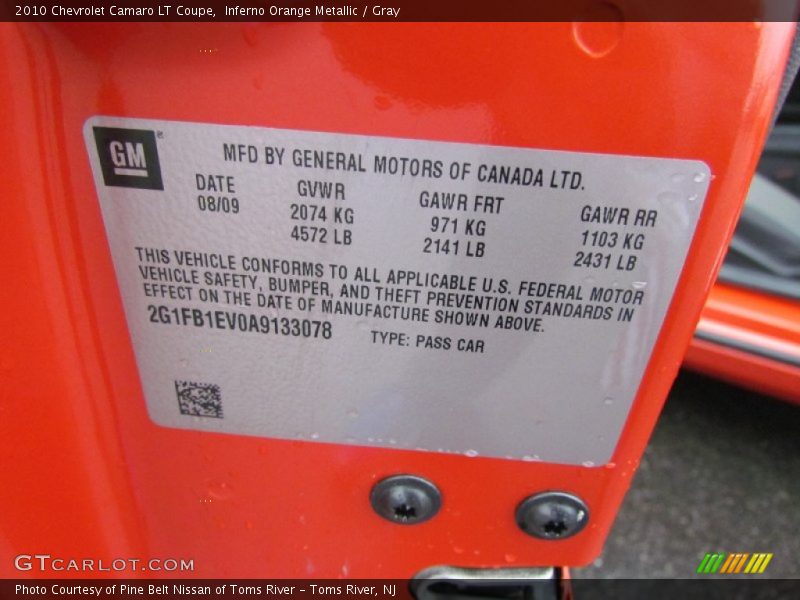 2010 Chevrolet Camaro LT Coupe,  Inferno Orange Metallic / Gray
GM®
MFD BY GENERAL MOTORS OF CANADA LTD.
DATE GVWR GAWR FRT GAWR RR
08/09 2074 KG 971 KG 1103 KG
4572 LB 2141 LB 2431 LB
THIS VEHICLE CONFORMS TO ALL APPLICABLE U.S. FEDERAL MOTOR
VEHICLE SAFETY, BUMPER, AND THEFT PREVENTION STANDARDS IN
EFFECT ON THE DATE OF MANUFACTURE SHOWN ABOVE.
2G1FB1EV0A9133078 TYPE: PASS CAR
GTCARLOT.COM
Photo Courtesy of Pine Belt Nissan of Toms River - Toms River, NJ